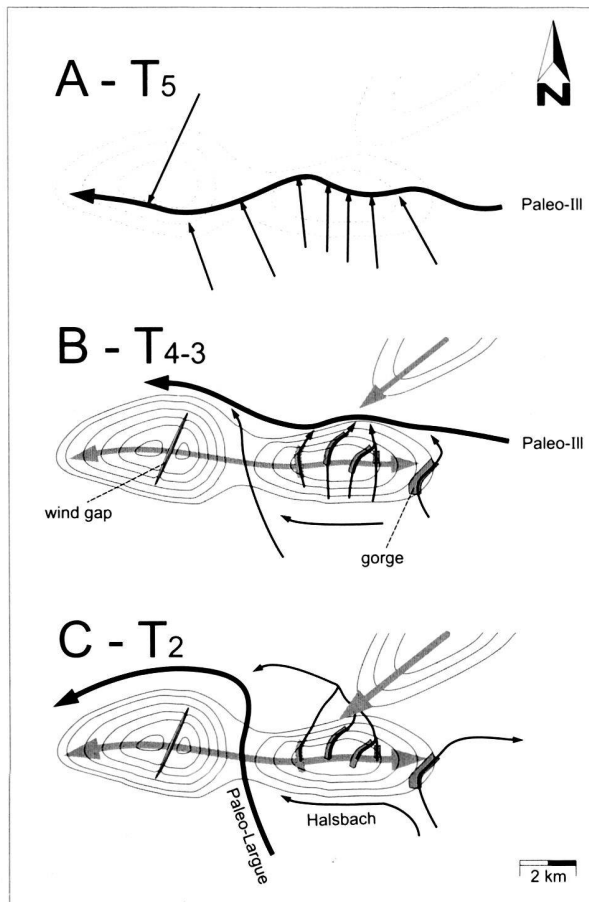 N
A - T5
Paleo-Ill
B - T4-3
Paleo-Ill
wind gap
gorge
C - T2
Halsbach
Paleo-Largue
2 km